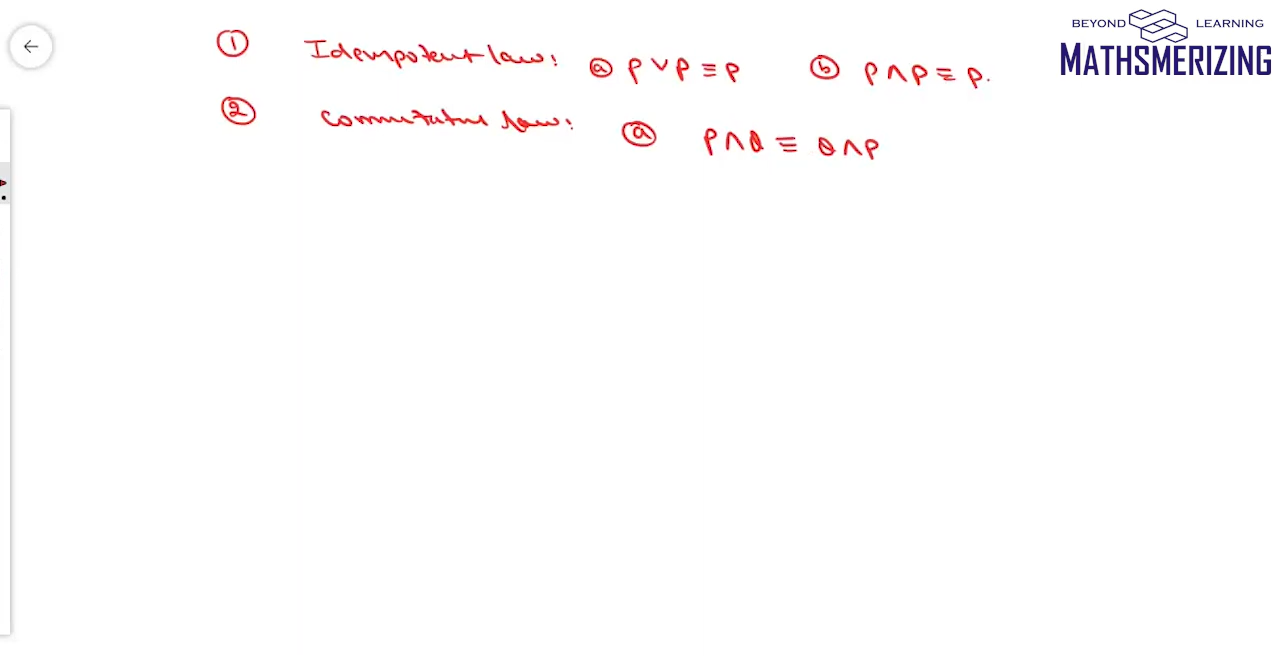 BEYOND LEARNING
MATHSMERIZING
① Idempotent law: ⓐ P ∨ P ≡ P ⓑ P ∧ P ≡ P.
② Commutative law: ⓐ P ∧ Q ≡ Q ∧ P